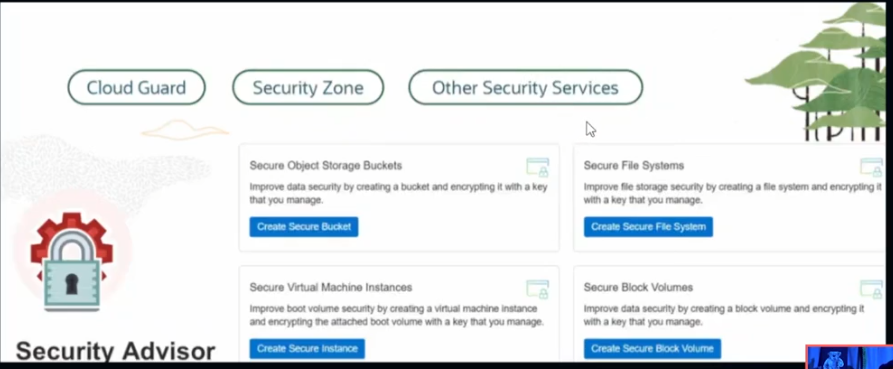 Cloud Guard
Security Zone
Other Security Services
Secure Object Storage Buckets
Improve data security by creating a bucket and encrypting it with a key
that you manage.
Create Secure Bucket
Secure File Systems
Improve file storage security by creating a file system and encrypting it
with a key that you manage.
Create Secure File System
Secure Virtual Machine Instances
Improve boot volume security by creating a virtual machine instance
and encrypting the attached boot volume with a key that you manage.
Create Secure Instance
Secure Block Volumes
Improve data security by creating a block volume and encrypting it
with a key that you manage.
Create Secure Block Volume
Security Advisor